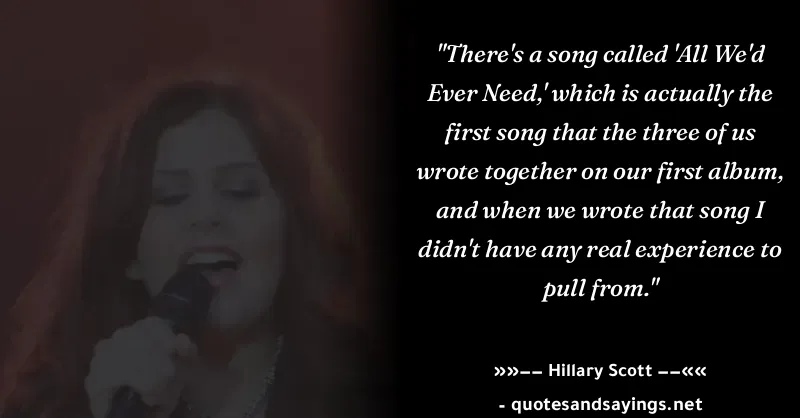 "There's a song called 'All We'd
Ever Need,' which is actually the
first song that the three of us
wrote together on our first album,
and when we wrote that song I
didn't have any real experience to
pull from."
»»−− Hillary Scott −−««
- quotesandsayings.net